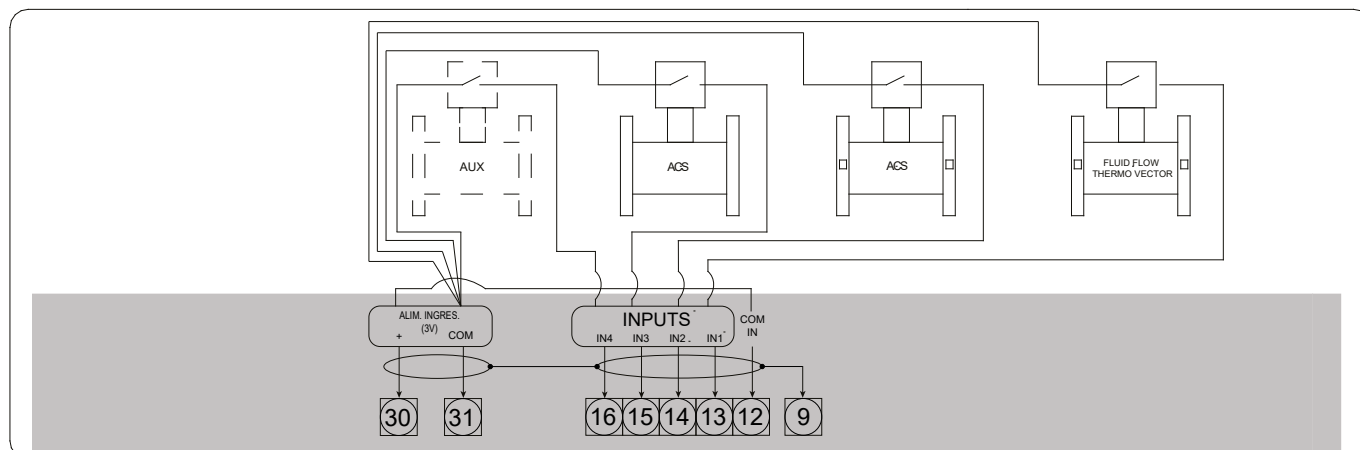 AUX
ACS
ACS
FLUID FLOW
THERMO VECTOR
ALIM. INGRES.
(3V)
+ COM
INPUTS
IN4 IN3 IN2 IN1
COM
IN
30 31 16 15 14 13 12 9